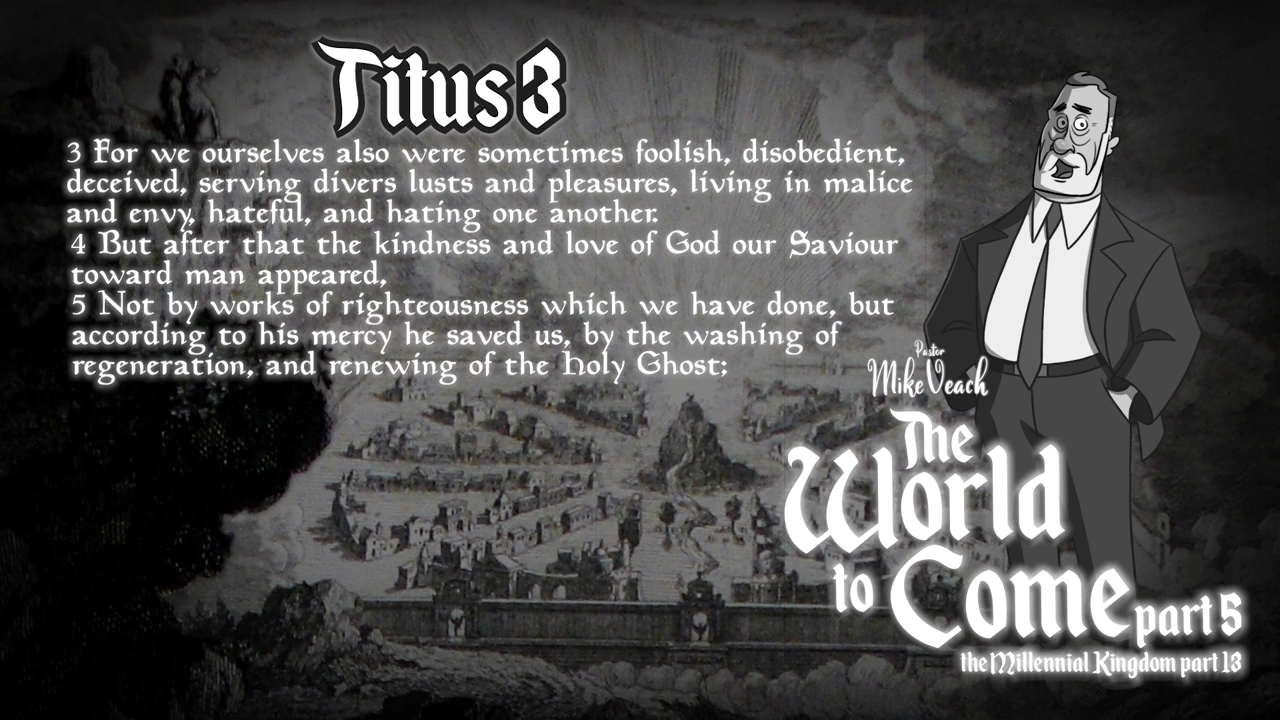 Titus 3
3 For we ourselves also were sometimes foolish, disobedient,
deceived, serving divers lusts and pleasures, living in malice
and envy, hateful, and hating one another.
4 But after that the kindness and love of God our Saviour
toward man appeared,
5 Not by works of righteousness which we have done, but
according to his mercy he saved us, by the washing of
regeneration, and renewing of the Holy Ghost;
Pastor
Mike Veach
The
World
to Come part 5
the Millennial Kingdom part 13